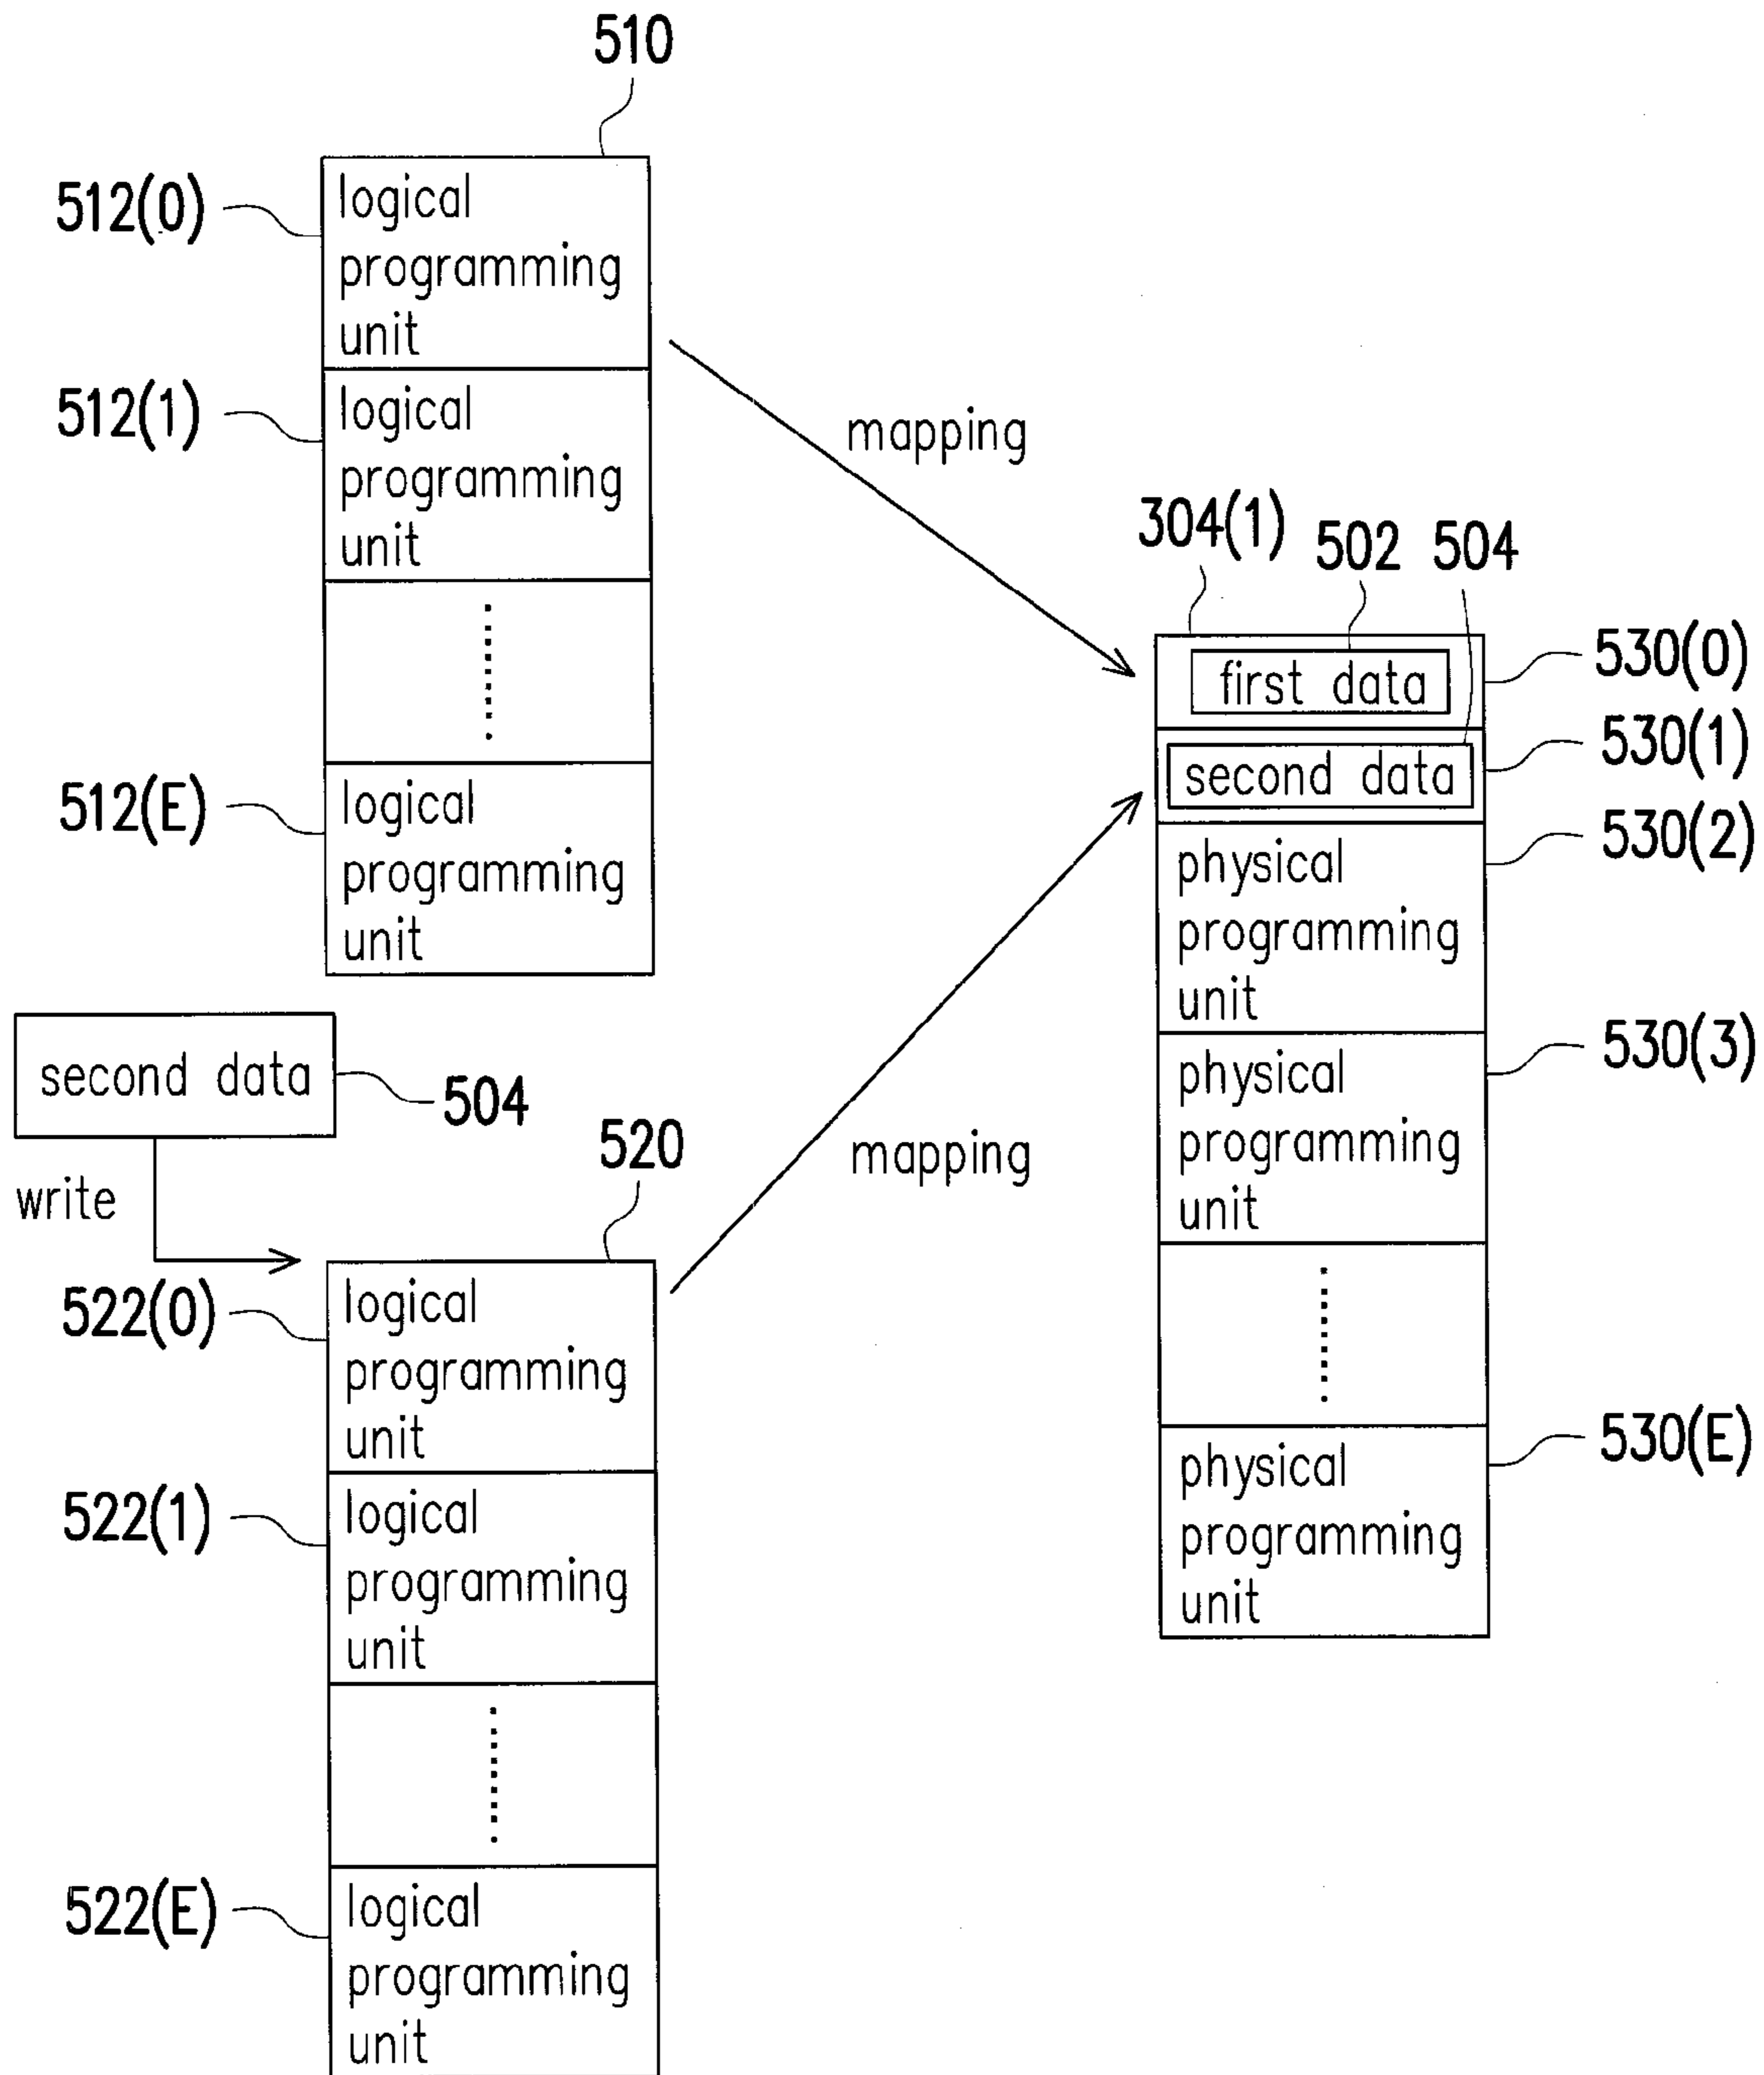 510
512(0)
logical
programming
unit
512(1)
logical
programming
unit
mapping
304(1)
502
504
first data
530(0)
second data
530(1)
512(E)
logical
programming
unit
physical
programming
unit
530(2)
second data
504
physical
programming
unit
530(3)
write
520
mapping
522(0)
logical
programming
unit
522(1)
logical
programming
unit
physical
programming
unit
530(E)
522(E)
logical
programming
unit